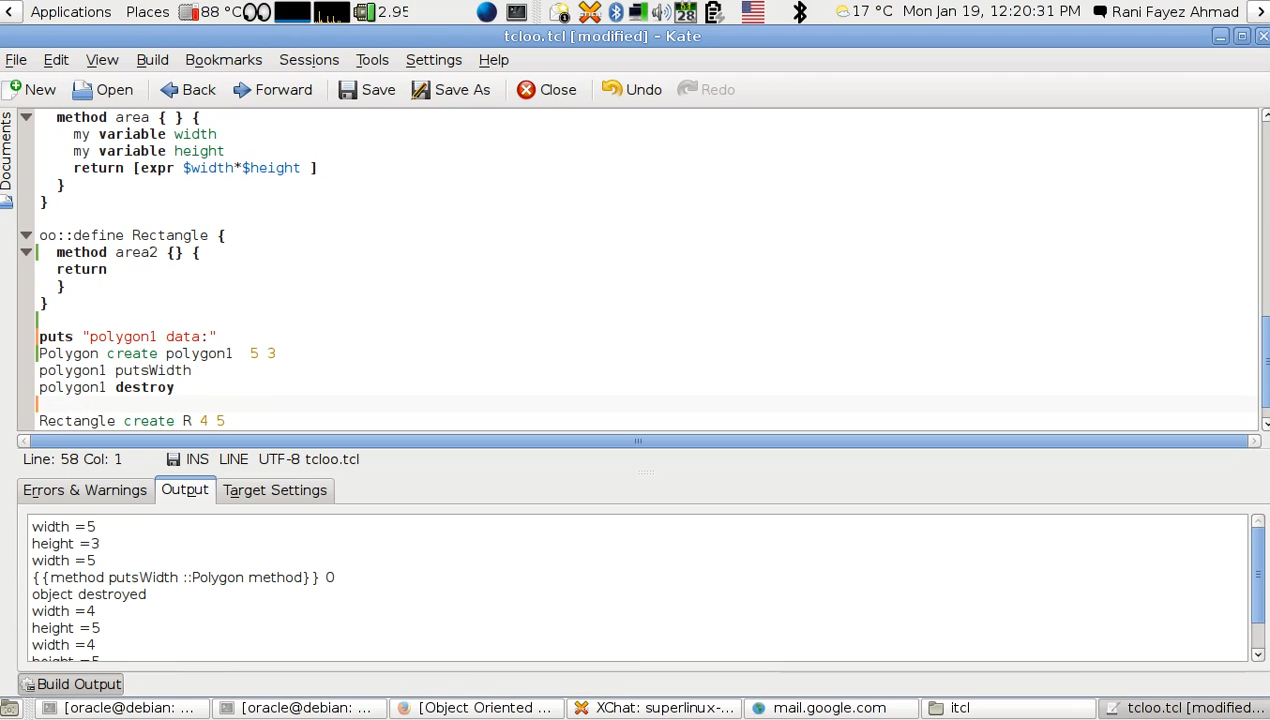 Applications Places 88 °C 2.95 17 °C Mon Jan 19, 12:20:31 PM Rani Fayez Ahmad
tcloo.tcl [modified] – Kate
File Edit View Build Bookmarks Sessions Tools Settings Help
New Open Back Forward Save Save As Close Undo Redo
Documents
method area { } {
my variable width
my variable height
return [expr $width*$height ]
}
}
oo::define Rectangle {
method area2 {} {
return
}
}
puts "polygon1 data:"
Polygon create polygon1 5 3
polygon1 putsWidth
polygon1 destroy
Rectangle create R 4 5
Line: 58 Col: 1 INS LINE UTF-8 tcloo.tcl
Errors & Warnings Output Target Settings
width =5
height =3
width =5
{{method putsWidth ::Polygon method}} 0
object destroyed
width =4
height =5
width =4
height =5
Build Output
[oracle@debian: ... [oracle@debian: ... [Object Oriented ... XChat: superlinux-... mail.google.com itcl tcloo.tcl [modified...